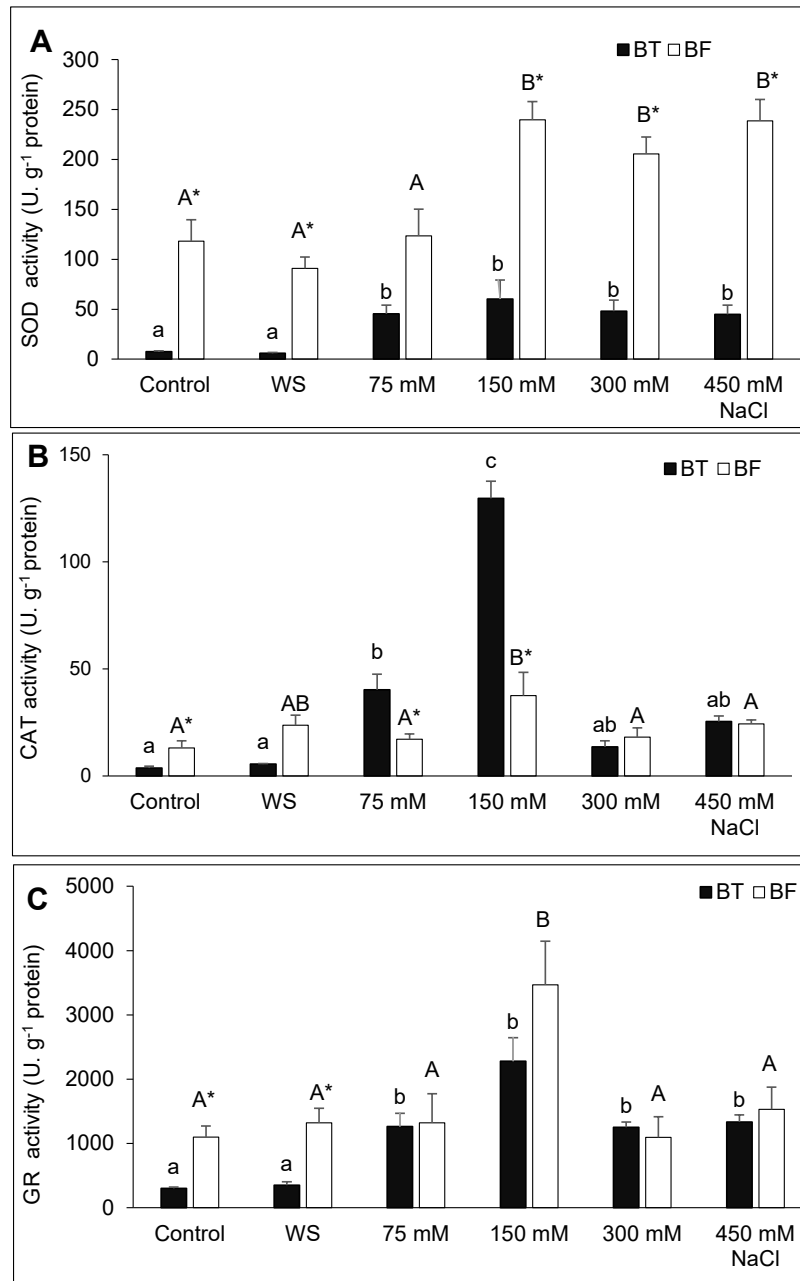 A
BT BF
SOD activity (U. g-1 protein)
300
250
200
150
100
50
0
a
A*
a
A*
b
A
b
B*
b
B*
b
B*
Control WS 75 mM 150 mM 300 mM 450 mM
NaCl
B
BT BF
CAT activity (U. g-1 protein)
150
100
50
0
a
A*
a
AB
b
A*
c
B*
ab
A
ab
A
Control WS 75 mM 150 mM 300 mM 450 mM
NaCl
C
BT BF
GR activity (U. g-1 protein)
5000
4000
3000
2000
1000
0
a
A*
a
A*
b
A
b
B
b
A
b
A
Control WS 75 mM 150 mM 300 mM 450 mM
NaCl